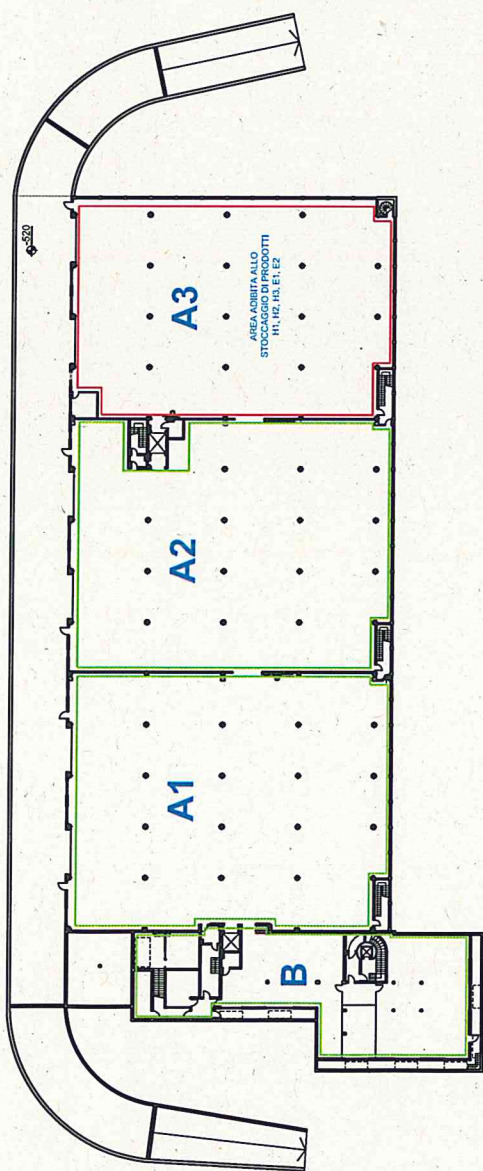 -520
A3
AREA ADIBITA ALLO
STOCCAGGIO DI PRODOTTI
H1, H2, H3, E1, E2
A2
A1
B